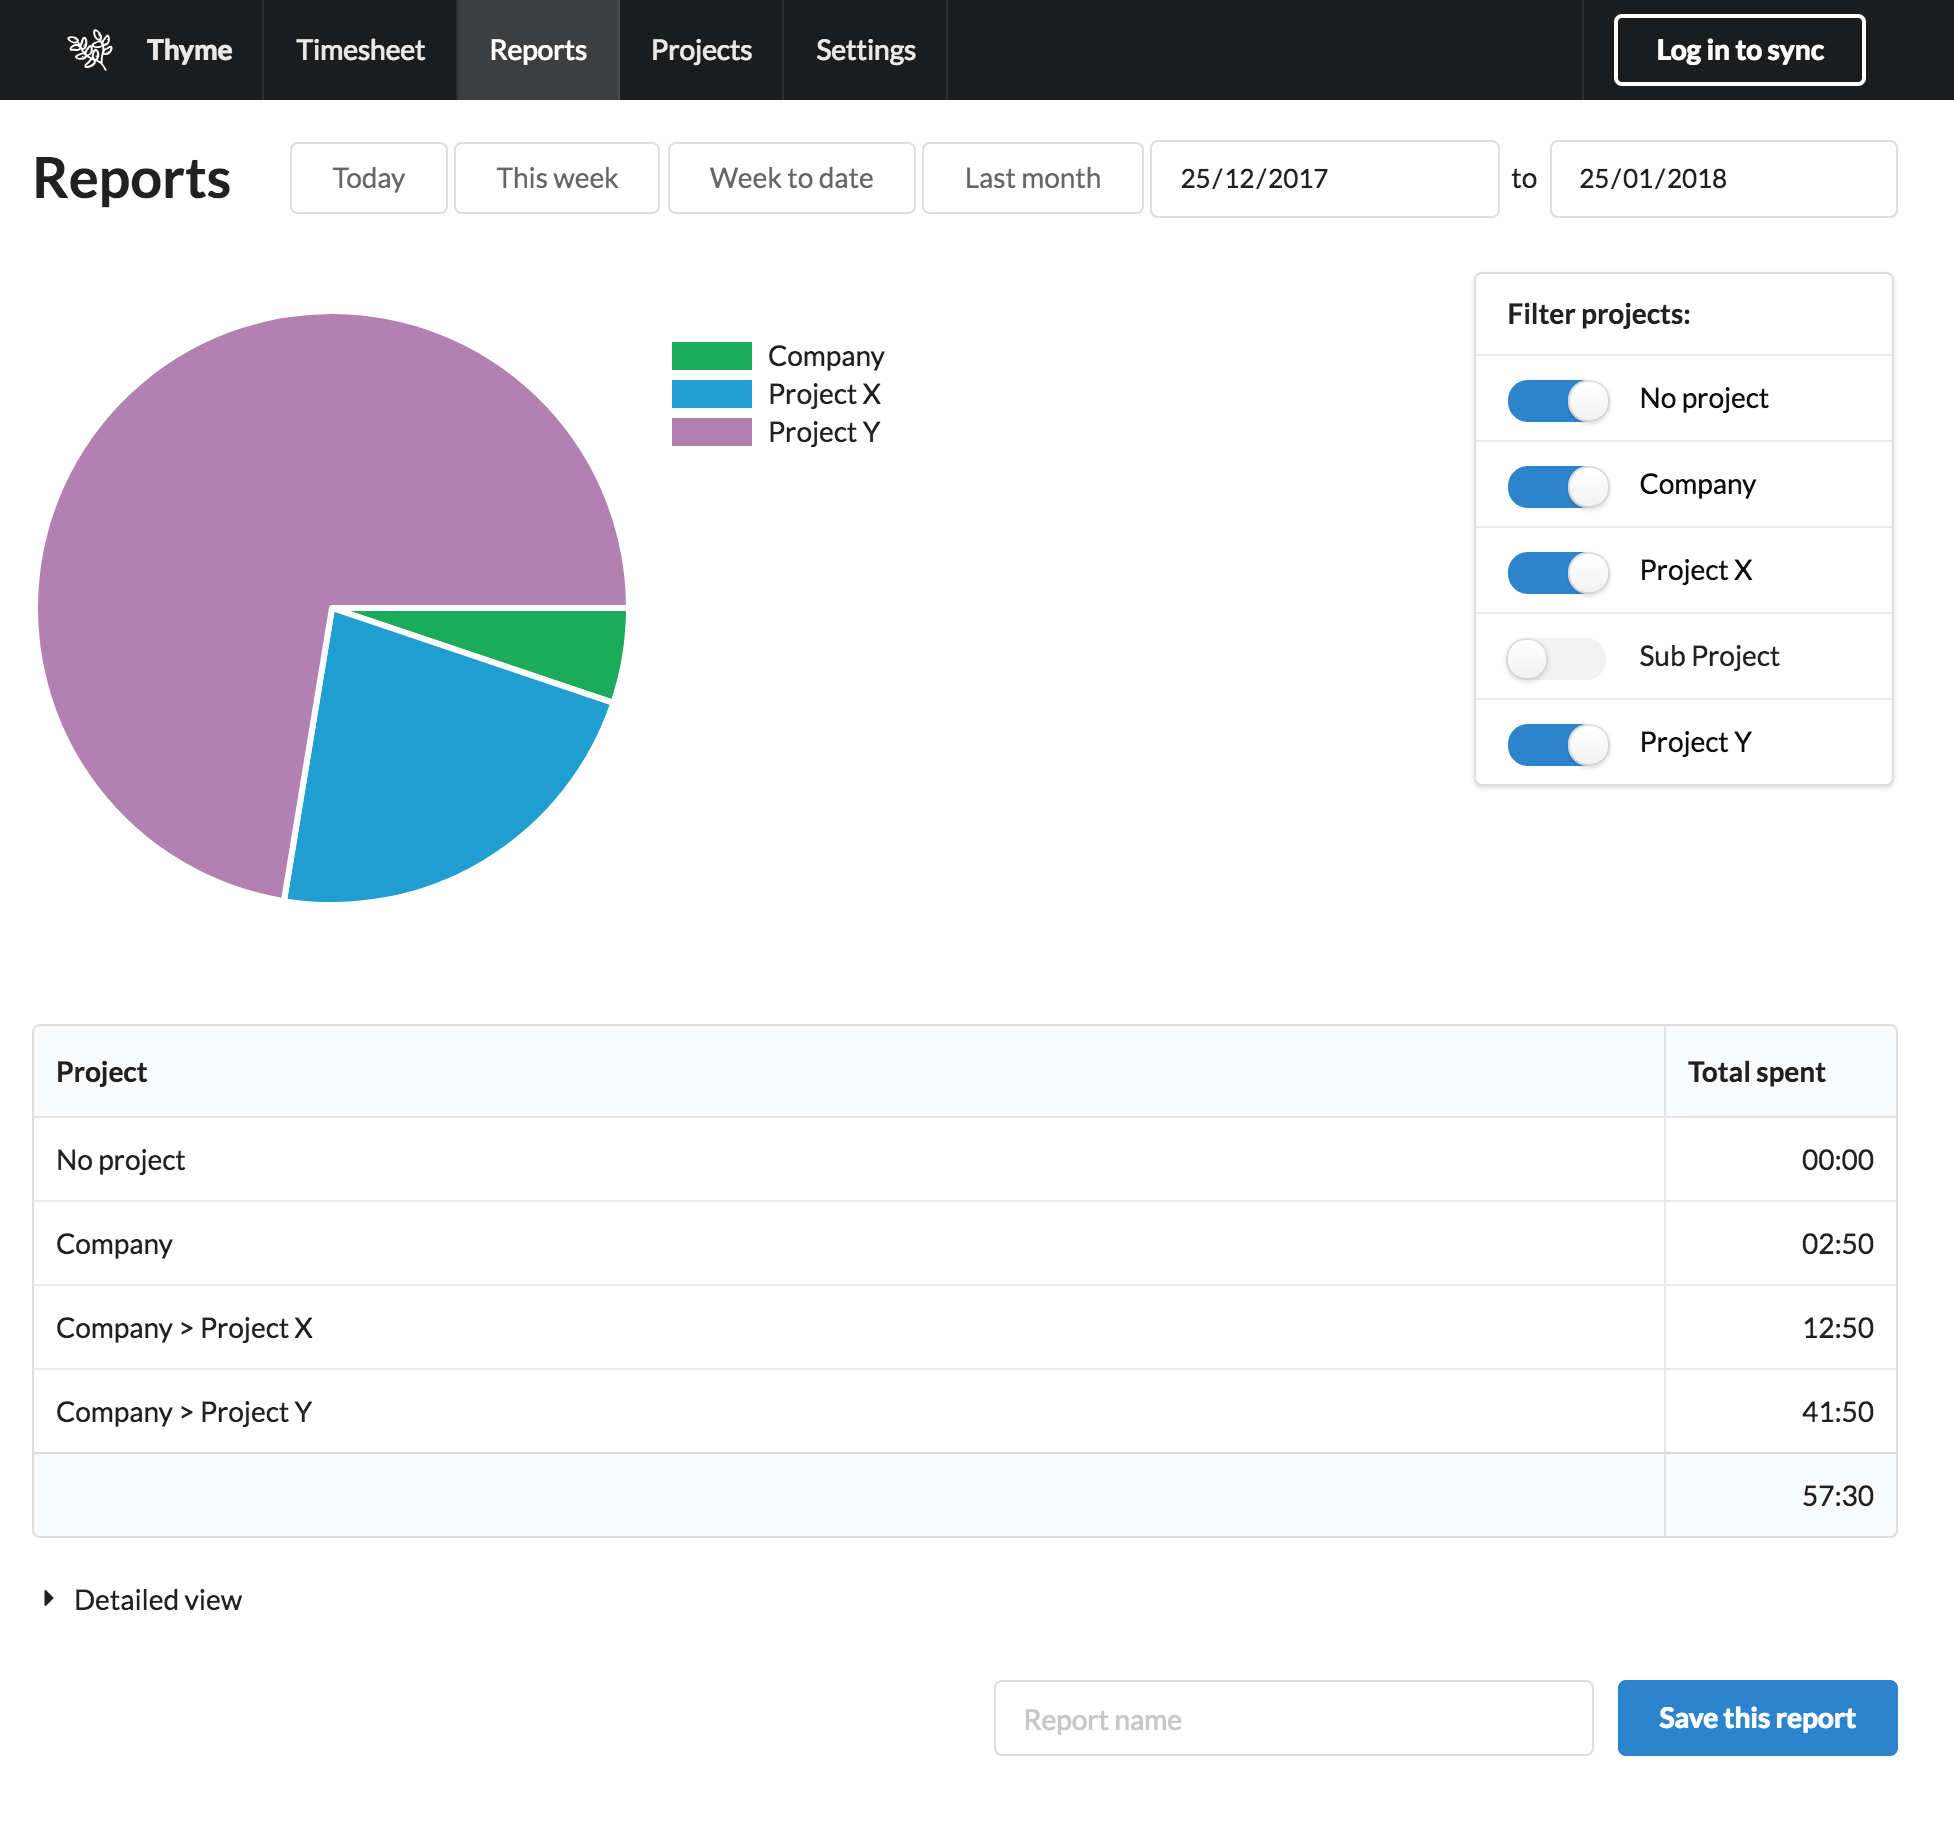 Thyme Timesheet Reports Projects Settings Log in to sync
Reports Today This week Week to date Last month 25/12/2017 to 25/01/2018
Company
Project X
Project Y
Filter projects:
No project
Company
Project X
Sub Project
Project Y
Project Total spent
No project 00:00
Company 02:50
Company > Project X 12:50
Company > Project Y 41:50
57:30
Detailed view
Report name Save this report